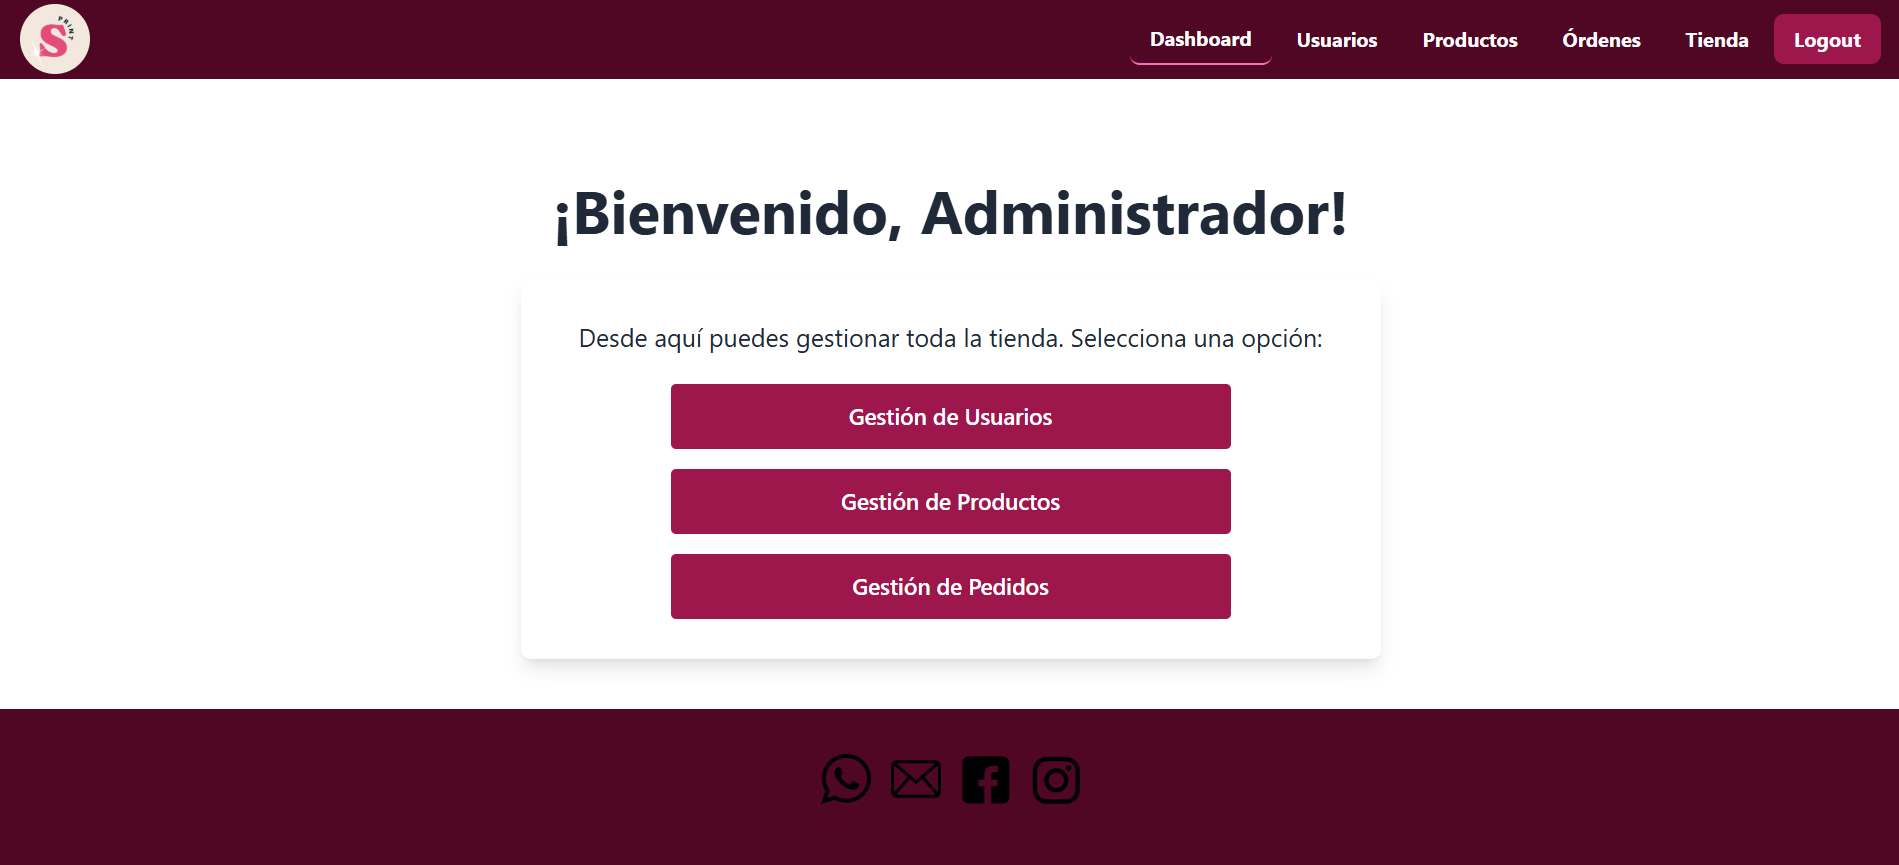 S PRINT
Dashboard Usuarios Productos Órdenes Tienda Logout
¡Bienvenido, Administrador!
Desde aquí puedes gestionar toda la tienda. Selecciona una opción:
Gestión de Usuarios
Gestión de Productos
Gestión de Pedidos